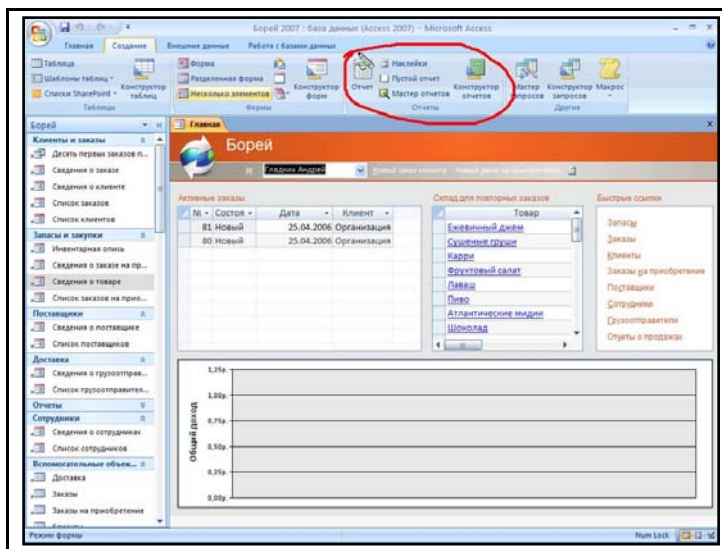 Борей 2007 : база данных (Access 2007) - Microsoft Access
Главная Создание Внешние данные Работа с базами данных
Таблица
Шаблоны таблиц
Списки SharePoint
Конструктор таблиц
Таблицы
Форма
Разделенная форма
Несколько элементов
Конструктор форм
Формы
Отчет
Наклейки
Пустой отчет
Мастер отчетов
Конструктор отчетов
Отчеты
Мастер запросов
Конструктор запросов
Макрос
Другие
Борей
Клиенты и заказы
Десять первых заказов п...
Сведения о заказе
Сведения о клиенте
Список заказов
Список клиентов
Запасы и закупки
Инвентарная опись
Сведения о заказе на пр...
Сведения о товаре
Список заказов на прио...
Поставщики
Сведения о поставщике
Список поставщиков
Доставка
Сведения о грузоотправ...
Список грузоотправител...
Отчеты
Сотрудники
Сведения о сотрудниках
Список сотрудников
Вспомогательные объек...
Доставка
Заказы
Заказы на приобретение
Главная
Борей
Я:
Гладких Андрей
Новый заказ клиента
Новый заказ на приобретение
Активные заказы
№ Состоя Дата Клиент
81 Новый 25.04.2006 Организация
80 Новый 25.04.2006 Организация
Склад для повторных заказов
Товар
Ежевичный джем
Сушеные груши
Карри
Фруктовый салат
Лаваш
Пиво
Атлантические мидии
Шоколад
Быстрые ссылки
Запасы
Заказы
Клиенты
Заказы на приобретение
Поставщики
Сотрудники
Грузоотправители
Отчеты о продажах
Общий доход
1,25р.
1,00р.
0,75р.
0,50р.
0,25р.
0,00р.
Режим формы
Num Lock